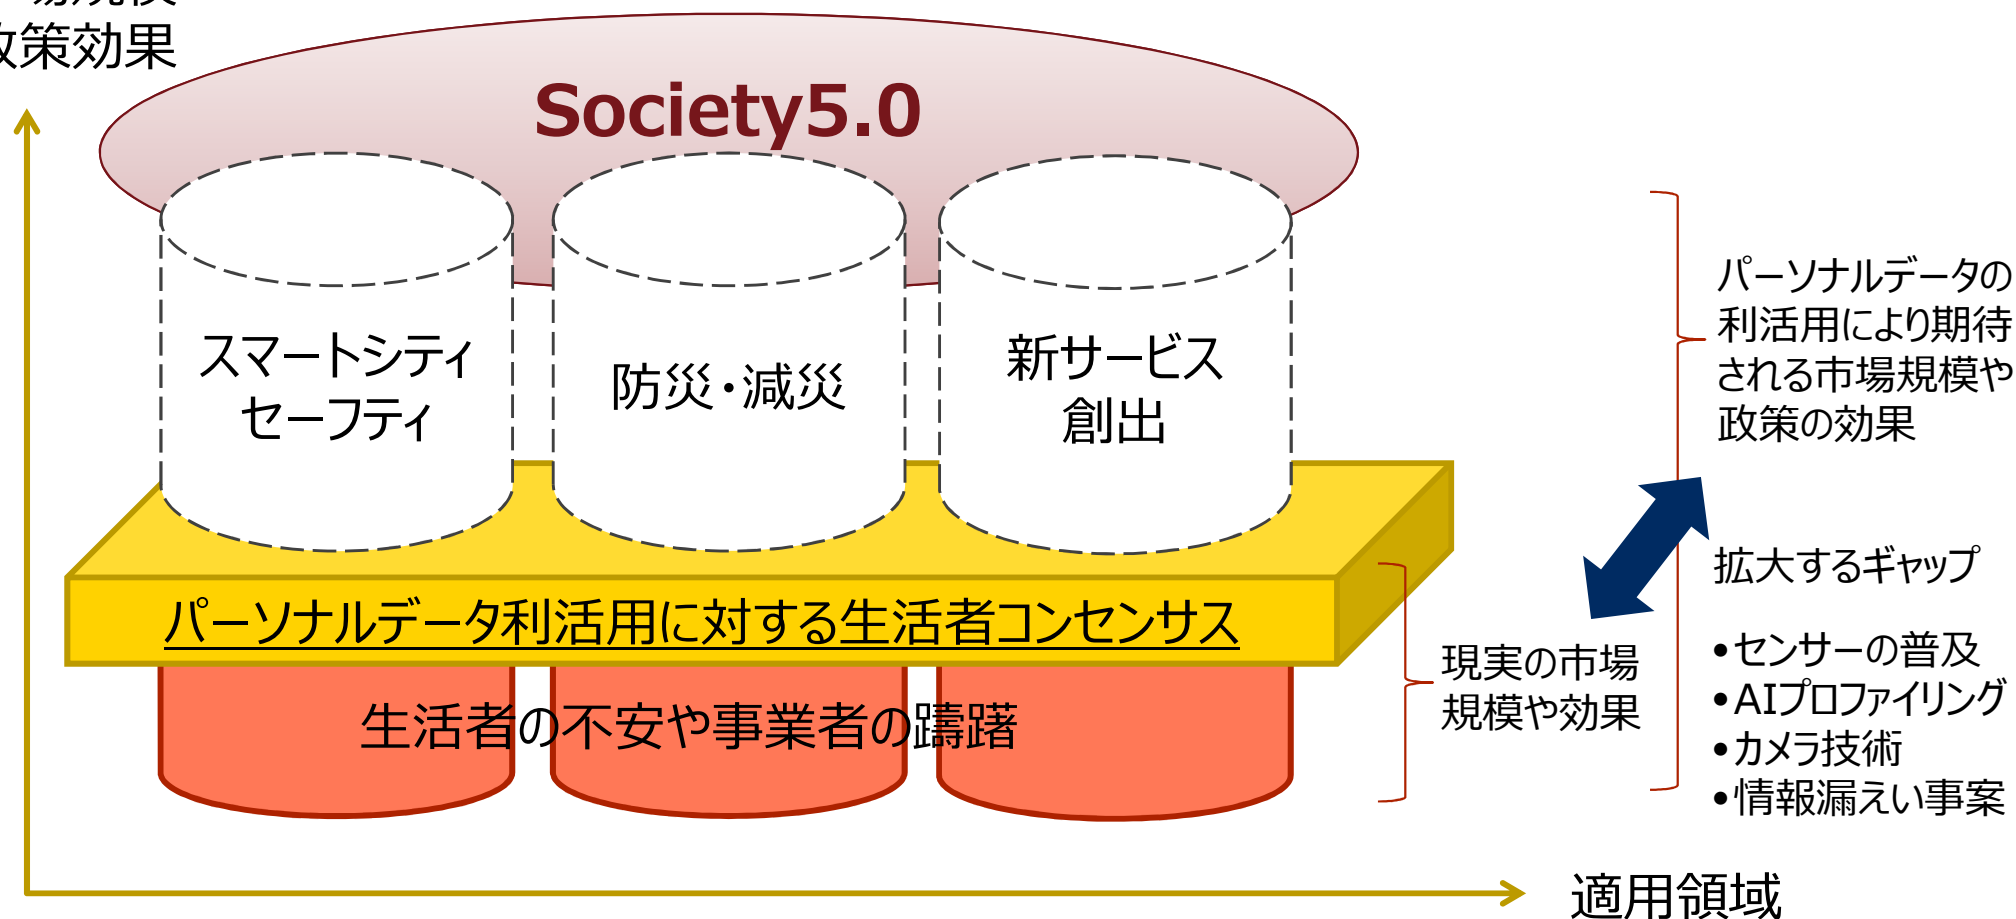 政策効果
Society5.0
スマートシティ
セーフティ
防災・減災
新サービス
創出
パーソナルデータ利活用に対する生活者コンセンサス
生活者の不安や事業者の躊躇
現実の市場
規模や効果
パーソナルデータの
利活用により期待
される市場規模や
政策の効果
拡大するギャップ
•センサーの普及
•AIプロファイリング
•カメラ技術
•情報漏えい事案
適用領域